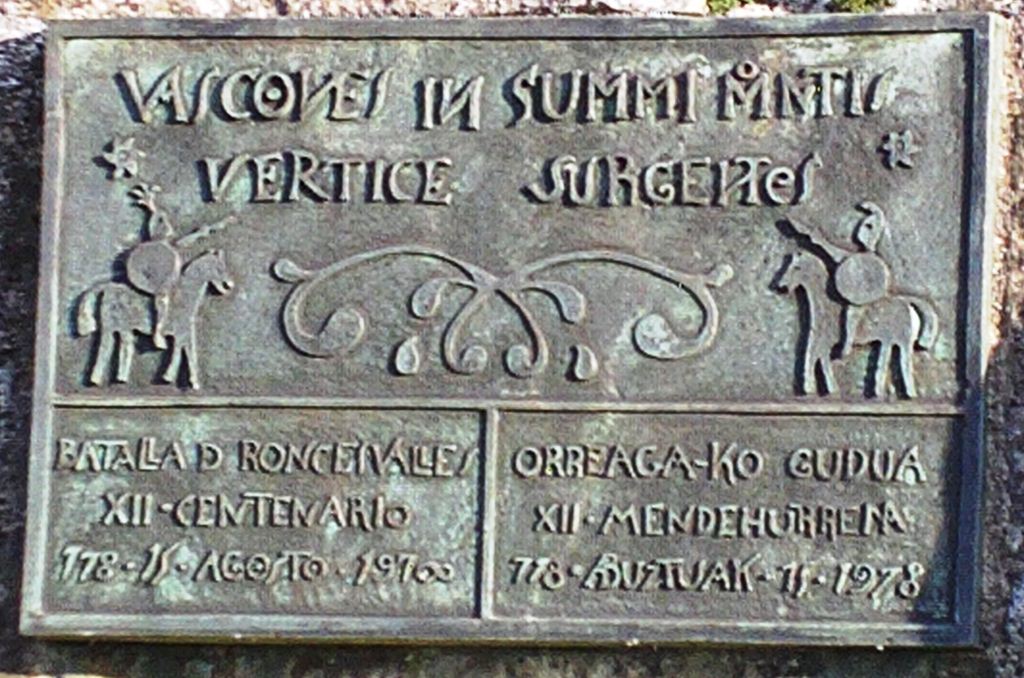 VASCONES IN SUMMI MONTIS
VERTICE SURGENTES
BATALLA D RONCESVALLES
XII · CENTENARIO
778 · 15 · AGOSTO · 1978
ORREAGA-KO GUDUA
XII · MENDEHURRENA
778 · ABUSTUAK · 15 · 1978